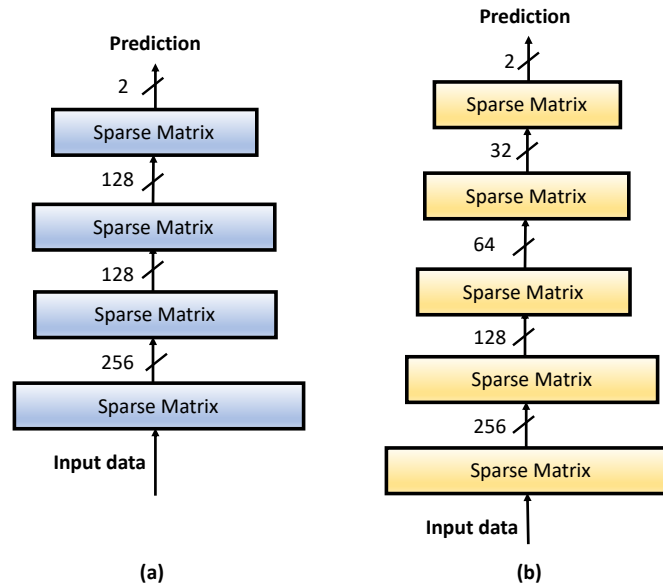 Prediction
2
Sparse Matrix
128
Sparse Matrix
128
Sparse Matrix
256
Sparse Matrix
Input data
(a)
Prediction
2
Sparse Matrix
32
Sparse Matrix
64
Sparse Matrix
128
Sparse Matrix
256
Sparse Matrix
Input data
(b)